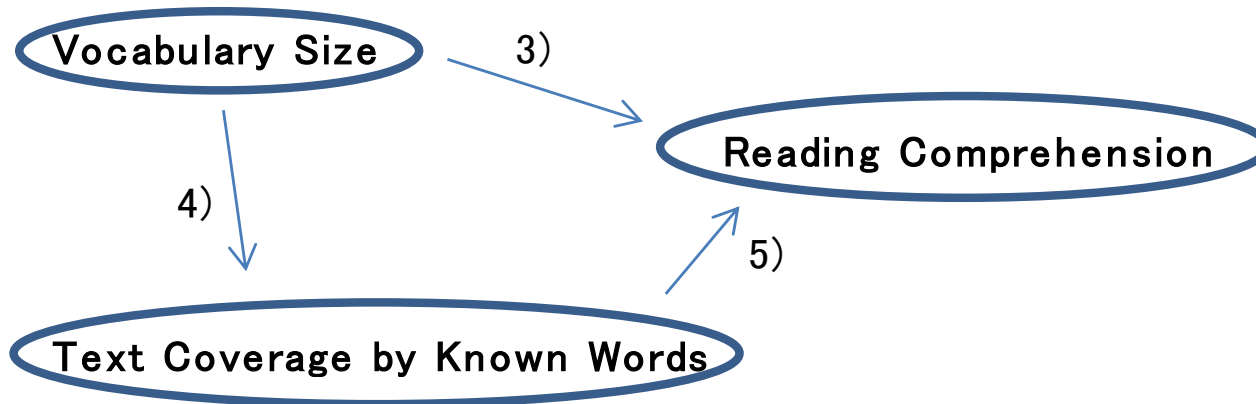 Vocabulary Size
3)
Reading Comprehension
4)
5)
Text Coverage by Known Words